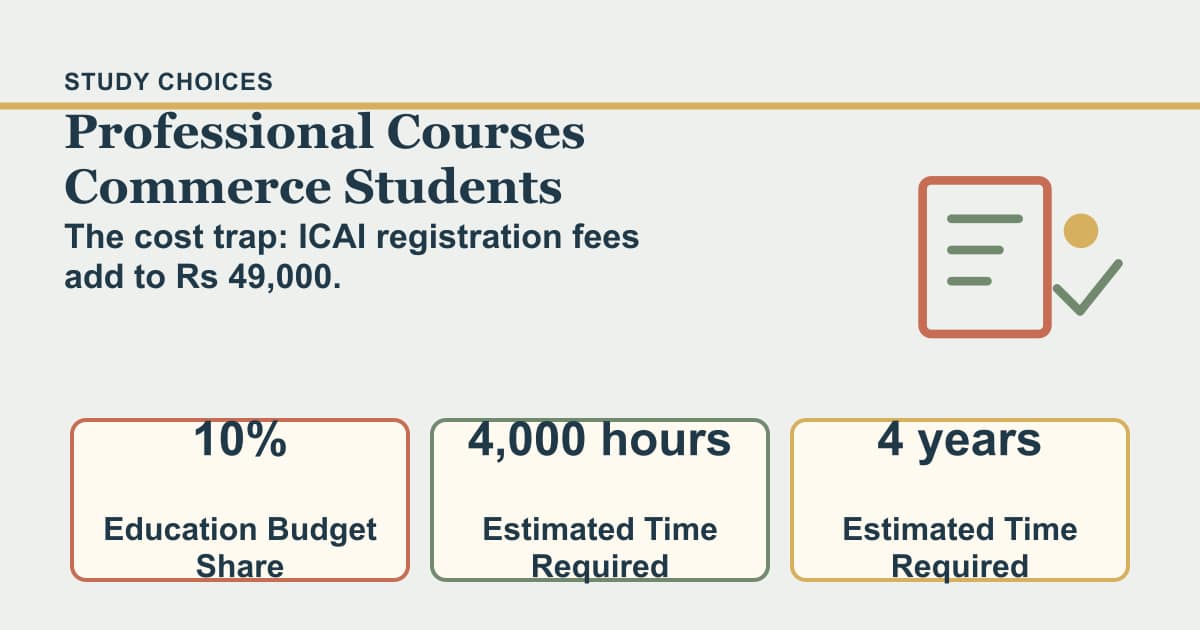 STUDY CHOICES
Professional Courses
Commerce Students
The cost trap: ICAI registration fees
add to Rs 49,000.
10%
Education Budget
Share
4,000 hours
Estimated Time
Required
4 years
Estimated Time
Required